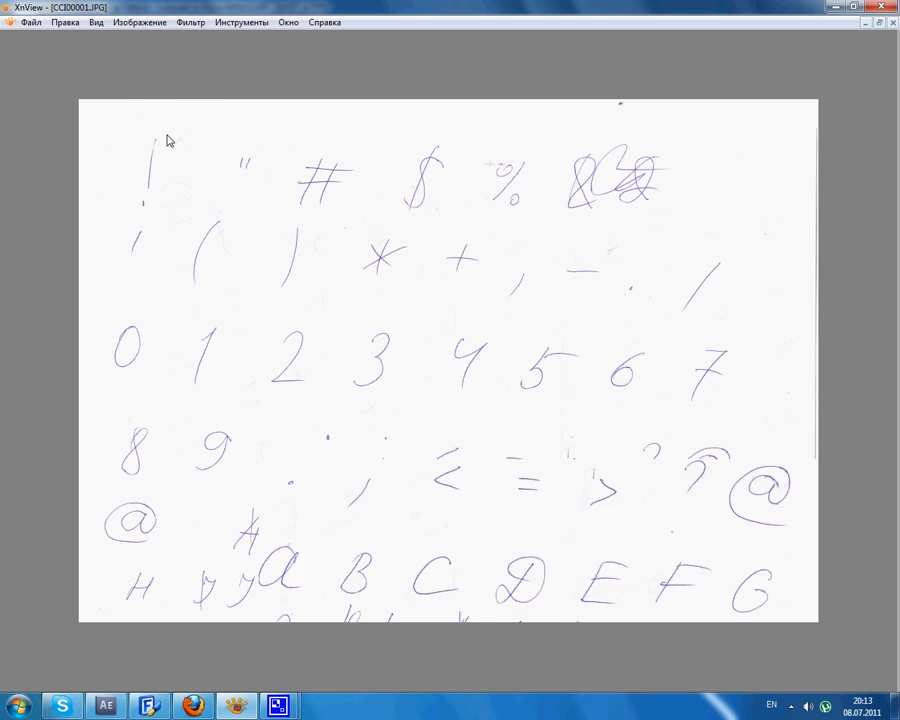 XnView - [CCI00001.JPG]
Файл Правка Вид Изображение Фильтр Инструменты Окно Справка
! " # $ %
' ( ) * + , - . /
0 1 2 3 4 5 6 7
8 9 : ; < = > ? @
@
H a B C D E F G
EN 20:13
08.07.2011